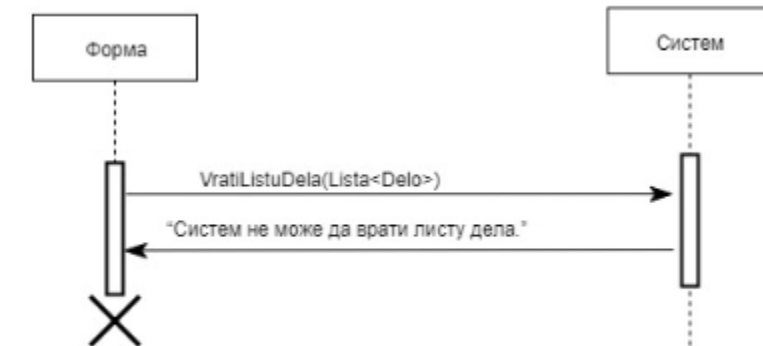 Форма
Систем
VratiListuDela(Lista<Delo>)
“Систем не може да врати листу дела.”